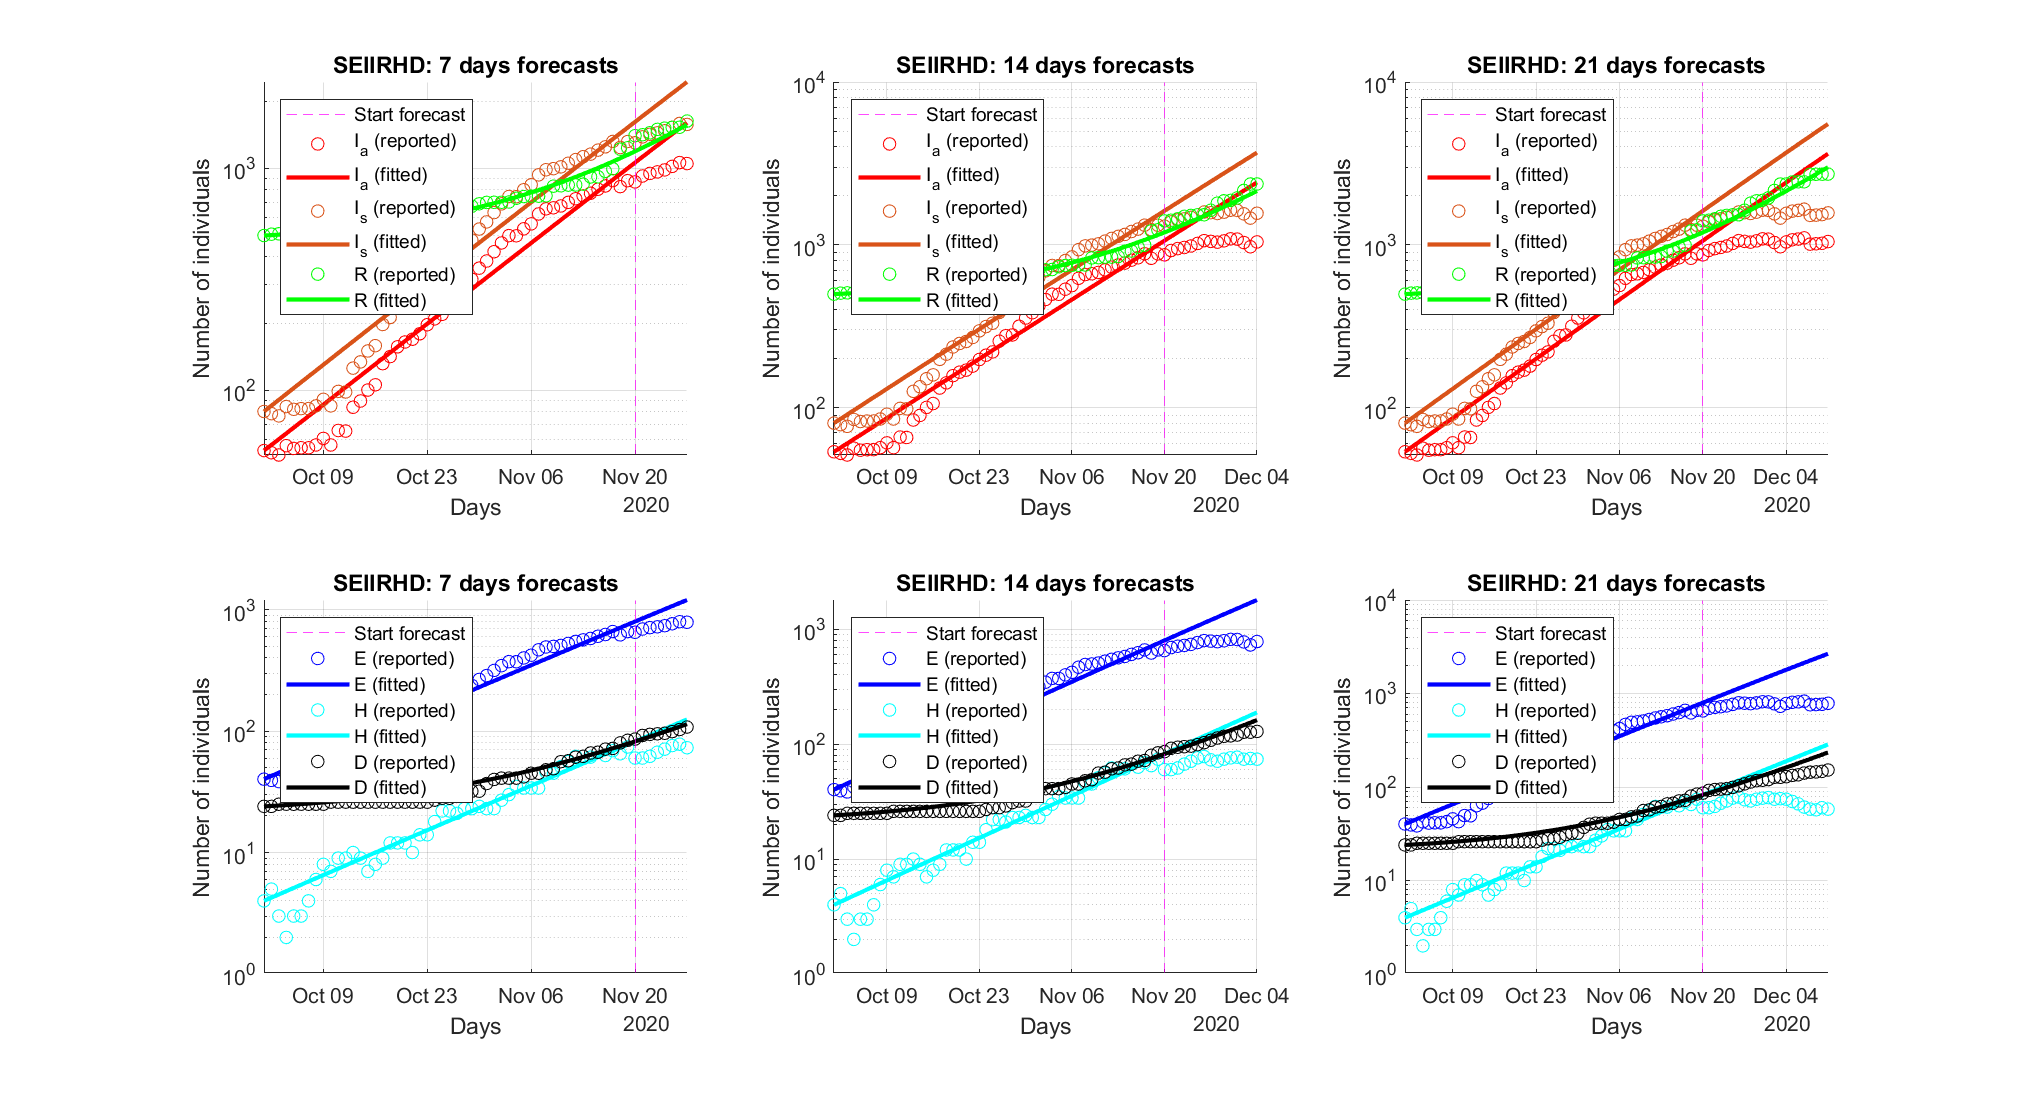 SEIIRHD: 7 days forecasts
Number of individuals
10^3
10^2
Start forecast
I_a (reported)
I_a (fitted)
I_s (reported)
I_s (fitted)
R (reported)
R (fitted)
Oct 09 Oct 23 Nov 06 Nov 20
Days 2020
SEIIRHD: 14 days forecasts
Number of individuals
10^4
10^3
10^2
Start forecast
I_a (reported)
I_a (fitted)
I_s (reported)
I_s (fitted)
R (reported)
R (fitted)
Oct 09 Oct 23 Nov 06 Nov 20 Dec 04
Days 2020
SEIIRHD: 21 days forecasts
Number of individuals
10^4
10^3
10^2
Start forecast
I_a (reported)
I_a (fitted)
I_s (reported)
I_s (fitted)
R (reported)
R (fitted)
Oct 09 Oct 23 Nov 06 Nov 20 Dec 04
Days 2020
SEIIRHD: 7 days forecasts
Number of individuals
10^3
10^2
10^1
10^0
Start forecast
E (reported)
E (fitted)
H (reported)
H (fitted)
D (reported)
D (fitted)
Oct 09 Oct 23 Nov 06 Nov 20
Days 2020
SEIIRHD: 14 days forecasts
Number of individuals
10^3
10^2
10^1
10^0
Start forecast
E (reported)
E (fitted)
H (reported)
H (fitted)
D (reported)
D (fitted)
Oct 09 Oct 23 Nov 06 Nov 20 Dec 04
Days 2020
SEIIRHD: 21 days forecasts
Number of individuals
10^4
10^3
10^2
10^1
10^0
Start forecast
E (reported)
E (fitted)
H (reported)
H (fitted)
D (reported)
D (fitted)
Oct 09 Oct 23 Nov 06 Nov 20 Dec 04
Days 2020